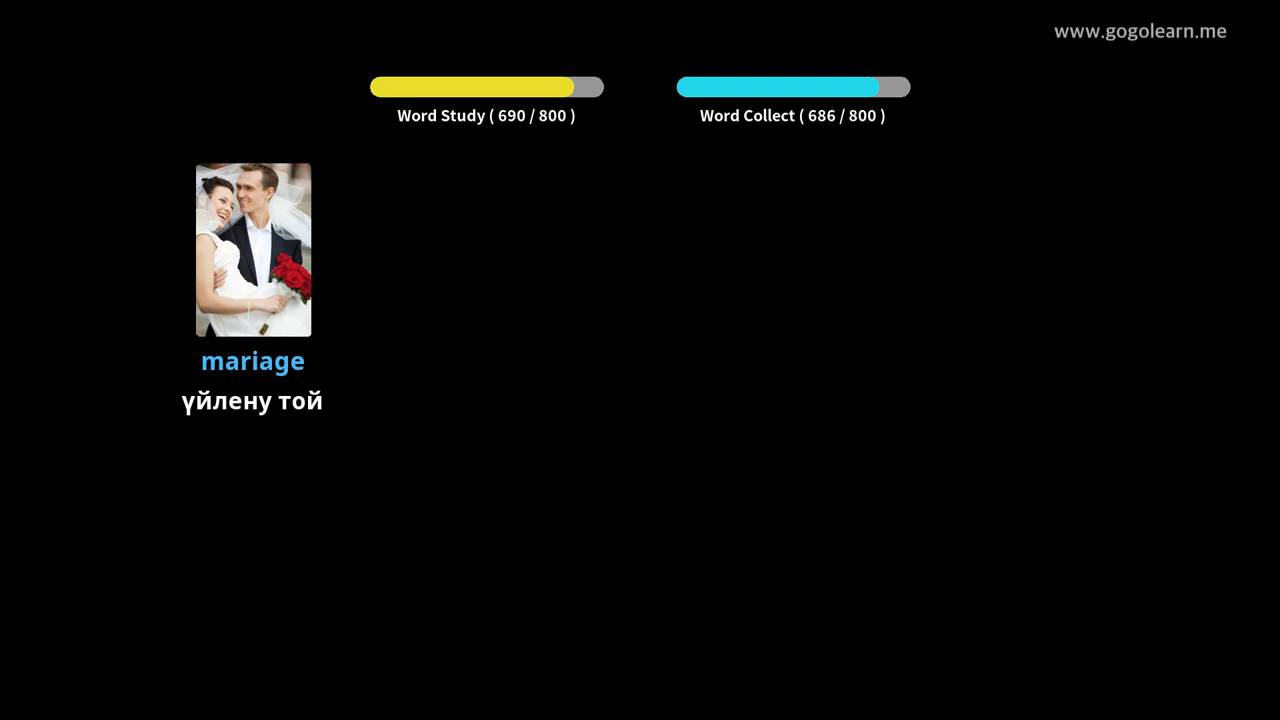 www.gogolearn.me
Word Study ( 690 / 800 )
Word Collect ( 686 / 800 )
mariage
үйлену той